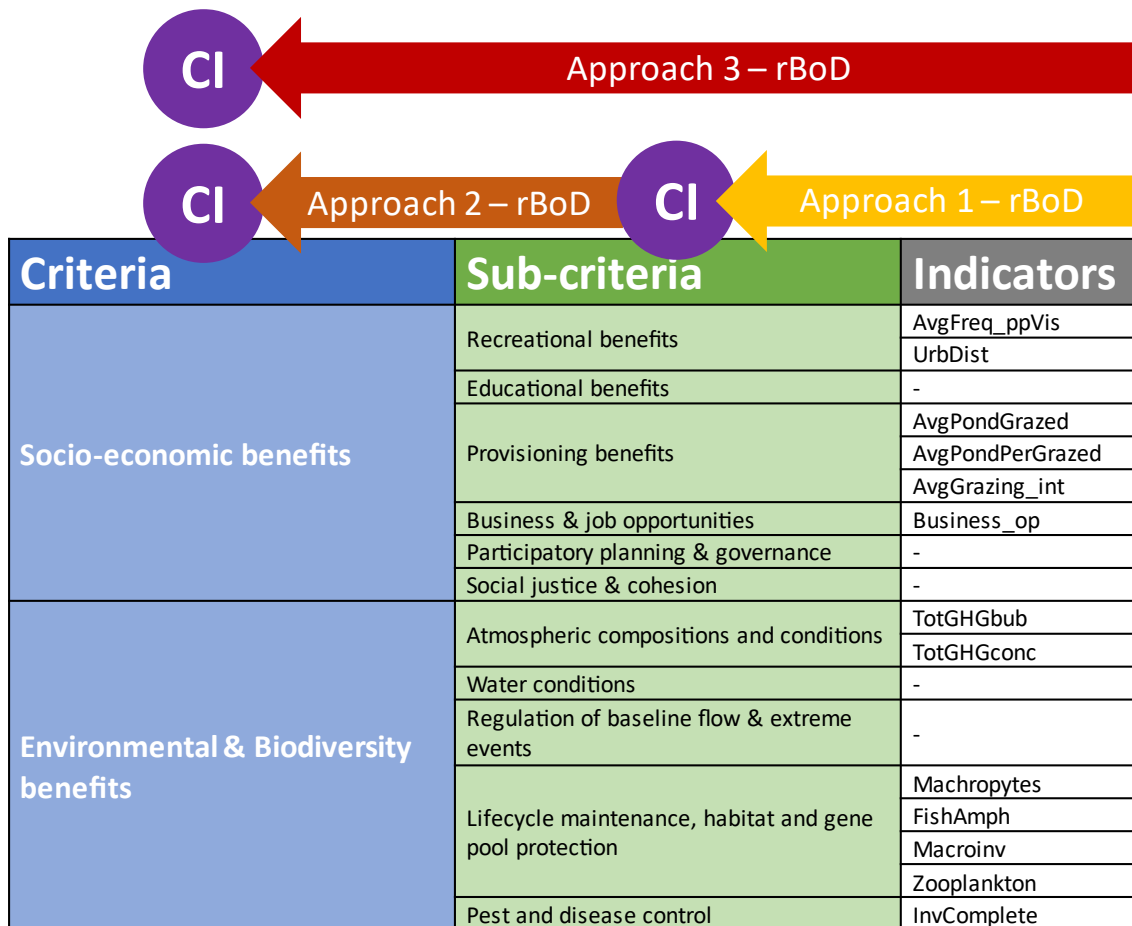 CI
Approach 3 – rBoD
CI
Approach 2 – rBoD
CI
Approach 1 – rBoD
Criteria
Sub-criteria
Indicators
Socio-economic benefits
Recreational benefits
AvgFreq_ppVis
UrbDist
Educational benefits
-
Provisioning benefits
AvgPondGrazed
AvgPondPerGrazed
AvgGrazing_int
Business & job opportunities
Business_op
Participatory planning & governance
-
Social justice & cohesion
-
Environmental & Biodiversity
benefits
Atmospheric compositions and conditions
TotGHGbub
TotGHGconc
Water conditions
-
Regulation of baseline flow & extreme
events
-
Lifecycle maintenance, habitat and gene
pool protection
Machropytes
FishAmph
Macroinv
Zooplankton
Pest and disease control
InvComplete